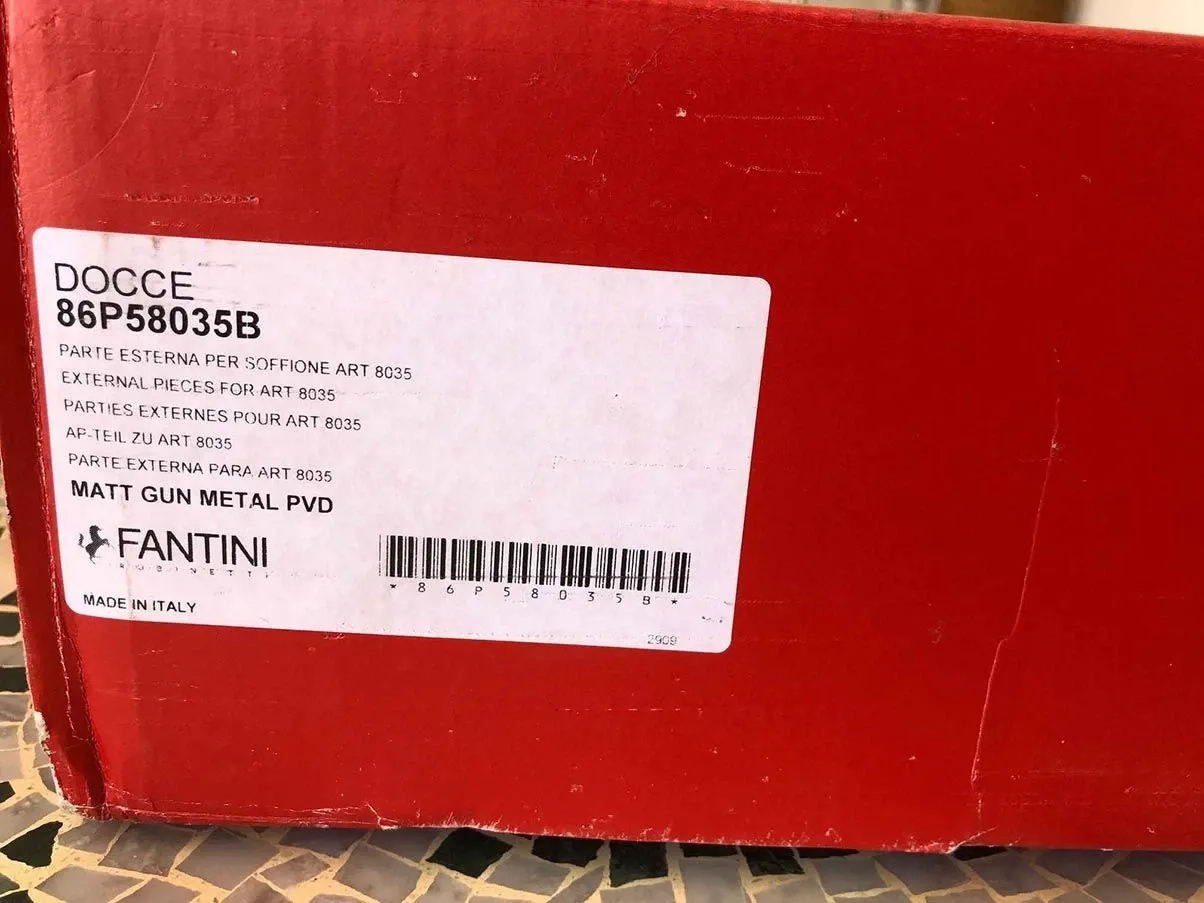 DOCCE
86P58035B
PARTE ESTERNA PER SOFFIONE ART 8035
EXTERNAL PIECES FOR ART 8035
PARTIES EXTERNES POUR ART 8035
AP-TEIL ZU ART 8035
PARTE EXTERNA PARA ART 8035
MATT GUN METAL PVD
FANTINI
RUBINETTI
*86P58035B*
MADE IN ITALY
2909